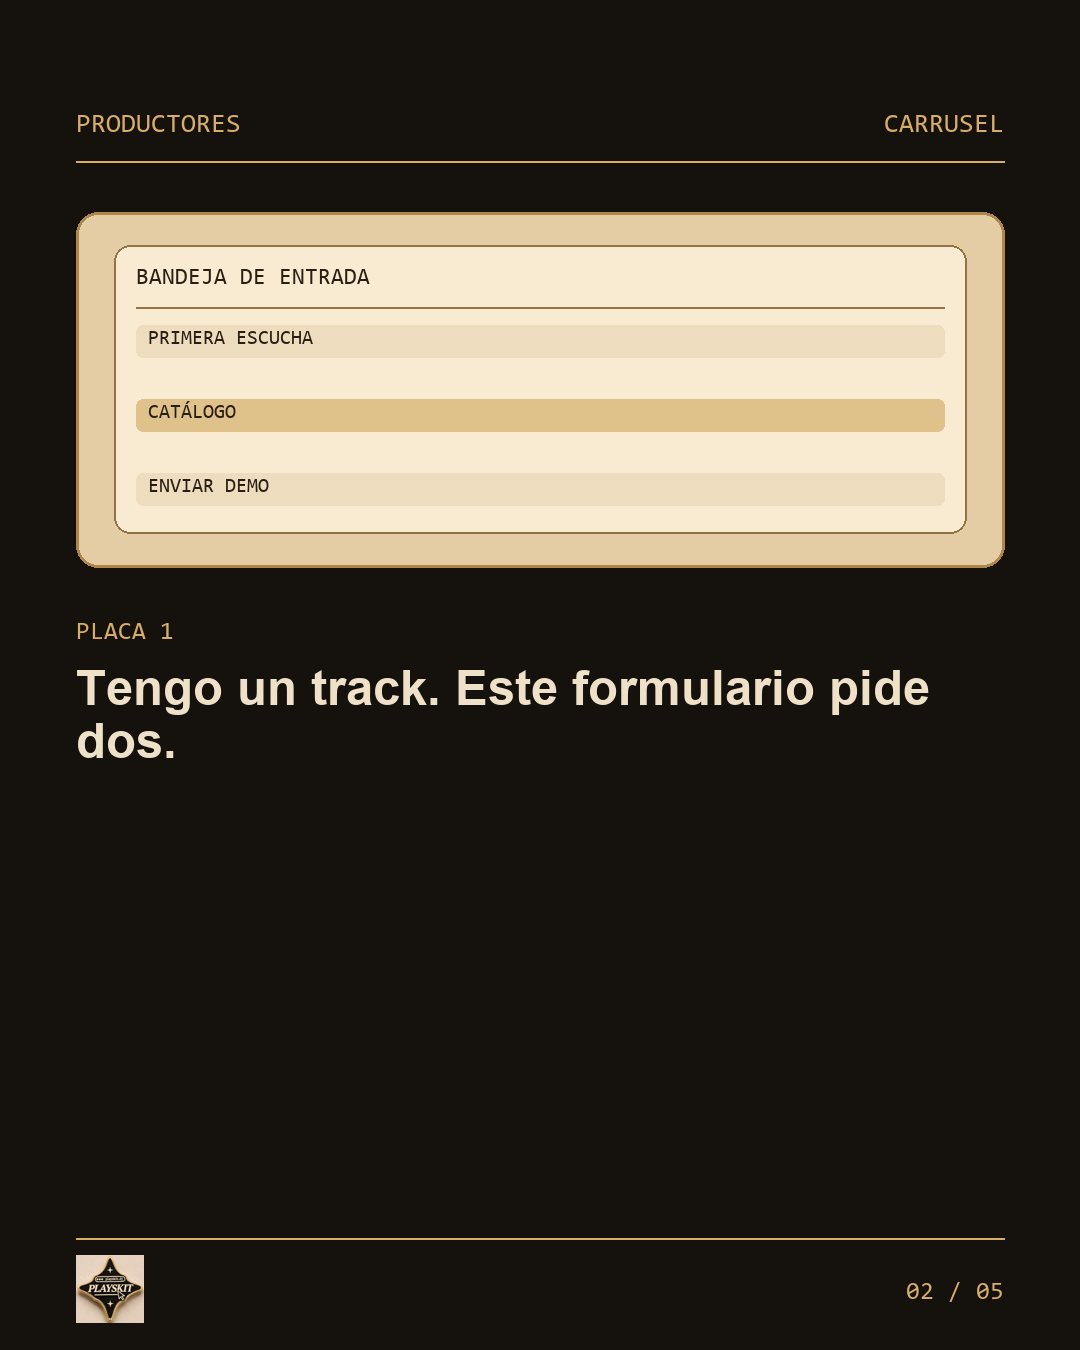 PRODUCTORES CARRUSEL
BANDEJA DE ENTRADA
PRIMERA ESCUCHA
CATÁLOGO
ENVIAR DEMO
PLACA 1
Tengo un track. Este formulario pide
dos.
PLAYSKIT
02 / 05